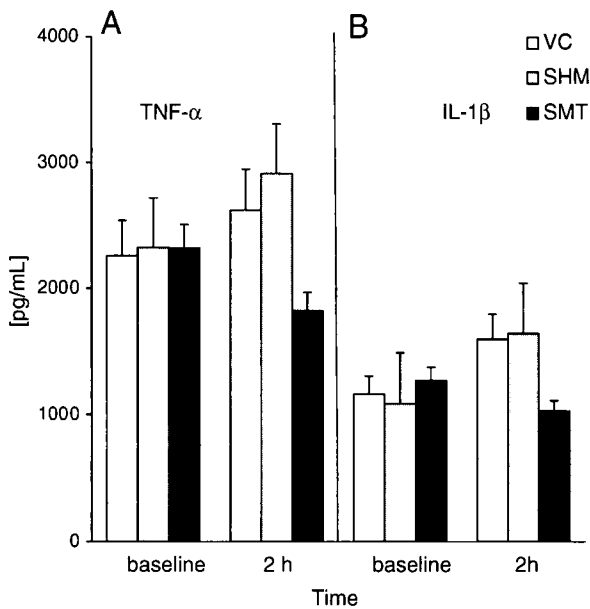 A
B
4000
3000
2000
1000
0
[pg/mL]
TNF-α
IL-1β
VC
SHM
SMT
baseline
2 h
baseline
2h
Time